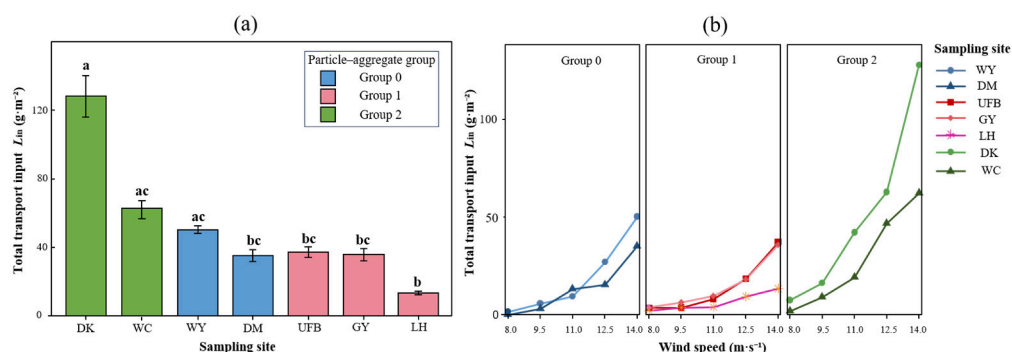 (a)
Total transport input Lin (g·m⁻²)
120
80
40
0
a
ac
ac
bc
bc
bc
b
Particle–aggregate group
Group 0
Group 1
Group 2
DK WC WY DM UFB GY LH
Sampling site
(b)
Total transport input Lin (g·m⁻²)
100
50
0
Group 0 Group 1 Group 2
8.0 9.5 11.0 12.5 14.0 8.0 9.5 11.0 12.5 14.0 8.0 9.5 11.0 12.5 14.0
Wind speed (m·s⁻¹)
Sampling site
WY
DM
UFB
GY
LH
DK
WC